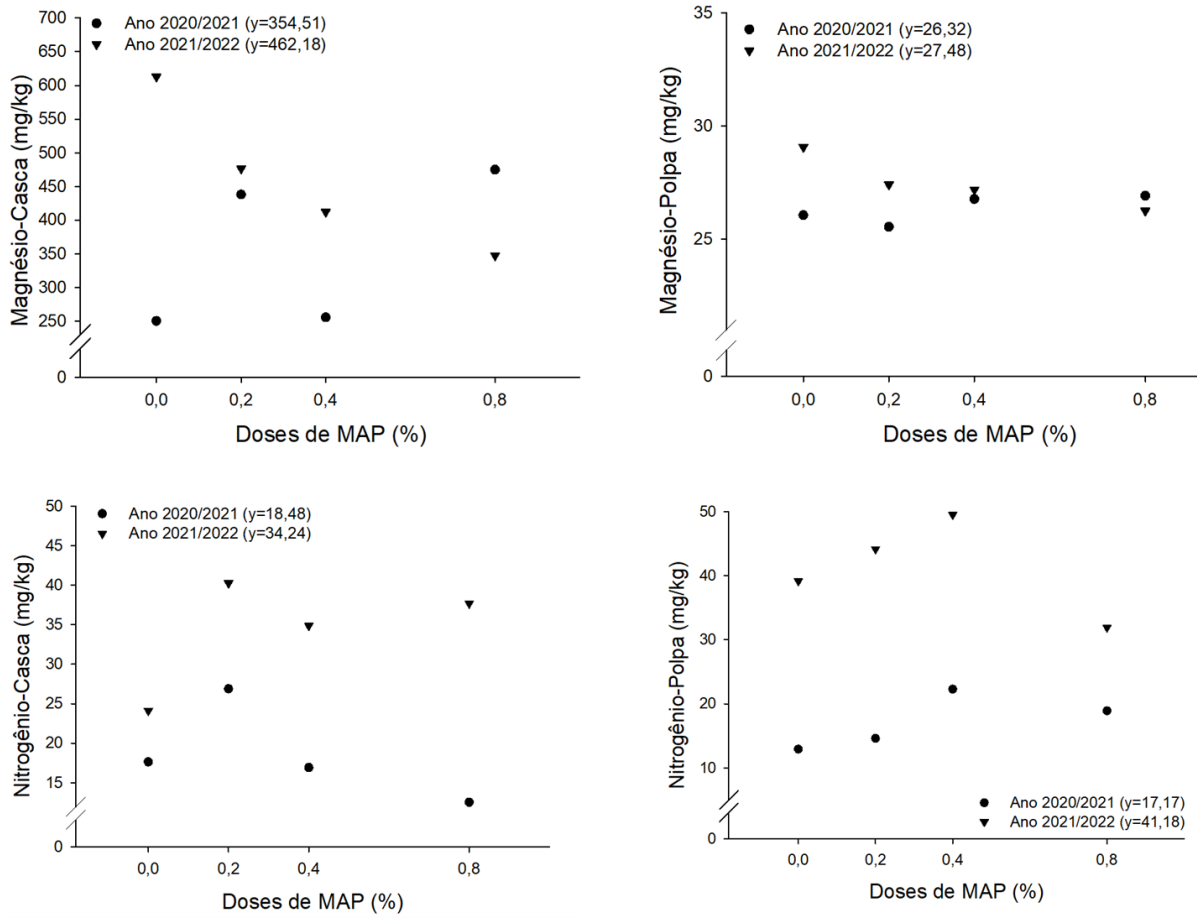 Ano 2020/2021 (y=354,51)
Ano 2021/2022 (y=462,18)
Magnésio-Casca (mg/kg)
700
650
600
550
500
450
400
350
300
250
0
0,0
0,2
0,4
0,8
Doses de MAP (%)
Ano 2020/2021 (y=26,32)
Ano 2021/2022 (y=27,48)
Magnésio-Polpa (mg/kg)
35
30
25
0
0,0
0,2
0,4
0,8
Doses de MAP (%)
Ano 2020/2021 (y=18,48)
Ano 2021/2022 (y=34,24)
Nitrogênio-Casca (mg/kg)
50
45
40
35
30
25
20
15
0
0,0
0,2
0,4
0,8
Doses de MAP (%)
Nitrogênio-Polpa (mg/kg)
50
40
30
20
10
0
Ano 2020/2021 (y=17,17)
Ano 2021/2022 (y=41,18)
0,0
0,2
0,4
0,8
Doses de MAP (%)